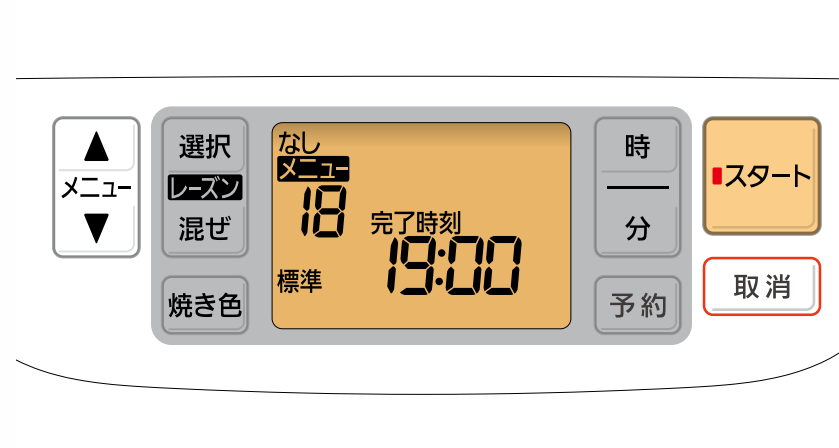 ▲
メニュー
▼
選択
レーズン
混ぜ
焼き色
なし
メニュー
18
完了時刻
19:00
標準
時
分
予約
スタート
取消